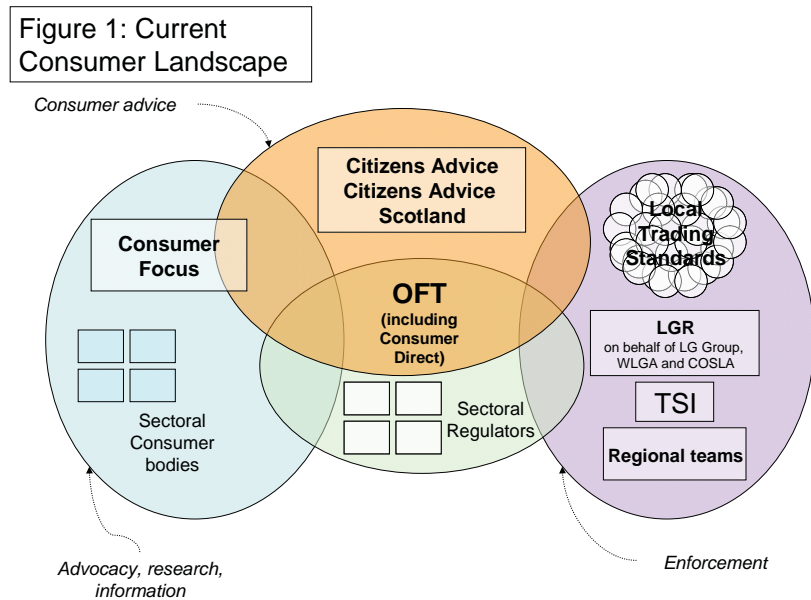 Figure 1: Current
Consumer Landscape
Consumer advice
Citizens Advice
Citizens Advice
Scotland
Local
Trading
Standards
Consumer
Focus
OFT
(including
Consumer
Direct)
LGR
on behalf of LG Group,
WLGA and COSLA
TSI
Regional teams
Sectoral
Consumer
bodies
Sectoral
Regulators
Advocacy, research,
information
Enforcement